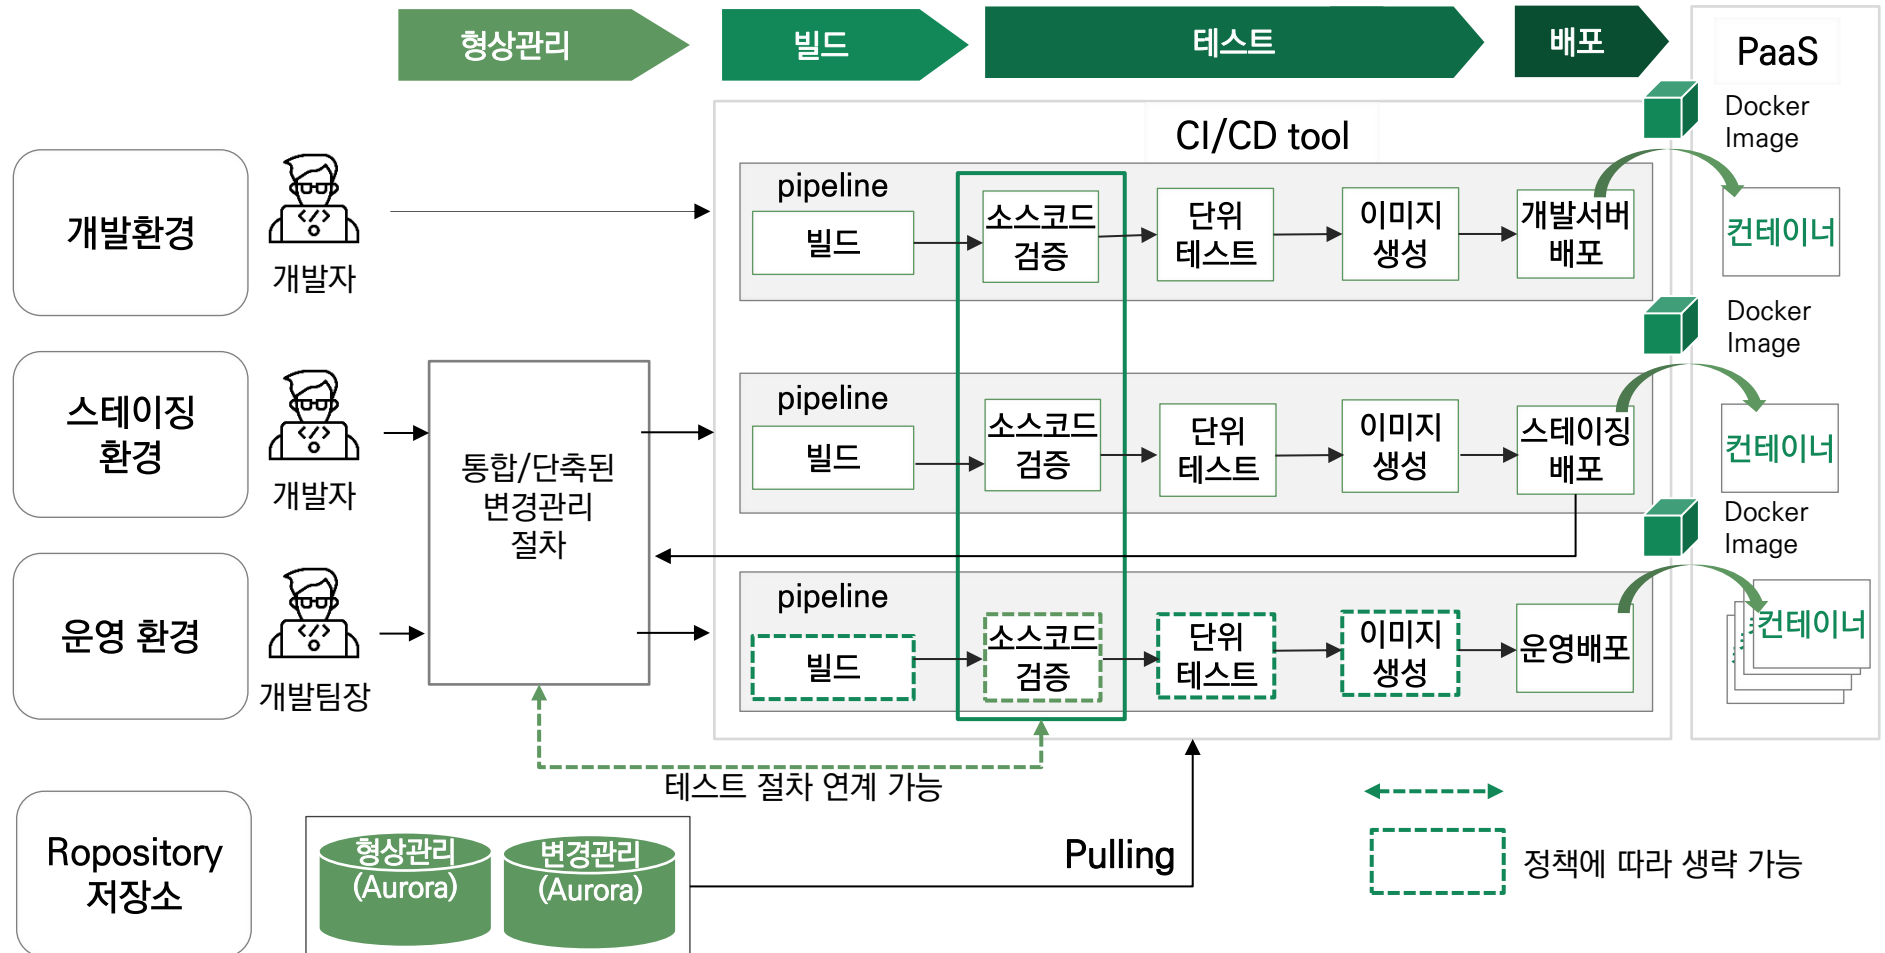 형상관리
빌드
테스트
배포
PaaS
CI/CD tool
Docker
Image
개발환경
개발자
pipeline
빌드
소스코드
검증
단위
테스트
이미지
생성
개발서버
배포
컨테이너
Docker
Image
스테이징
환경
개발자
통합/단축된
변경관리
절차
pipeline
빌드
소스코드
검증
단위
테스트
이미지
생성
스테이징
배포
컨테이너
Docker
Image
운영 환경
개발팀장
pipeline
빌드
소스코드
검증
단위
테스트
이미지
생성
운영배포
컨테이너
테스트 절차 연계 가능
Ropository
저장소
형상관리
(Aurora)
변경관리
(Aurora)
Pulling
정책에 따라 생략 가능